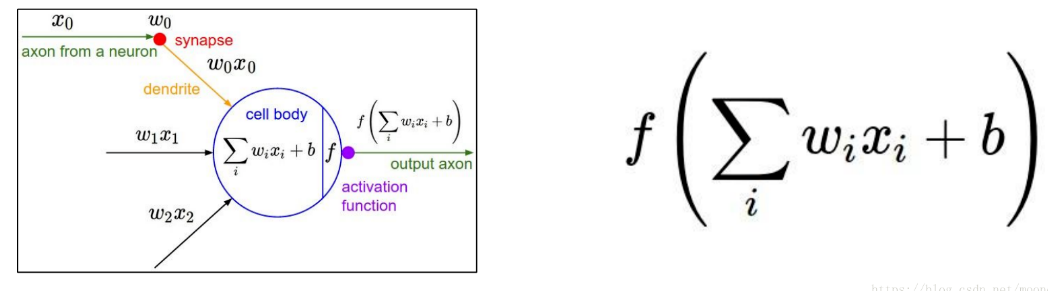 x₀ w₀
synapse
axon from a neuron
w₀x₀
dendrite
cell body
f(∑ᵢ wᵢxᵢ + b)
w₁x₁
∑ᵢ wᵢxᵢ + b f
output axon
activation
function
w₂x₂
f(∑ᵢ wᵢxᵢ + b)